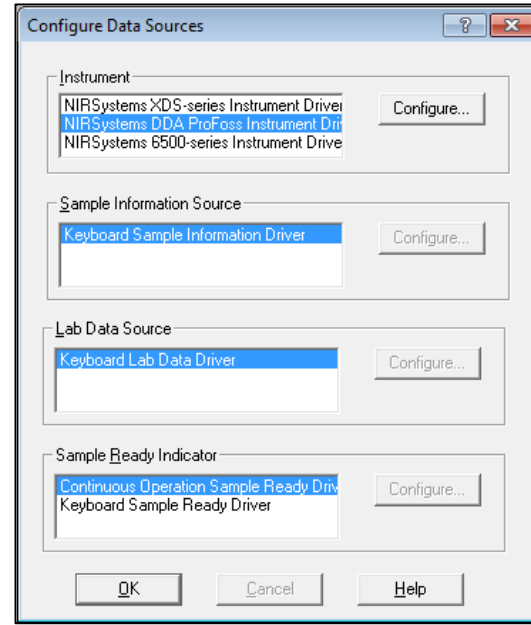 Configure Data Sources
?
Instrument
NIRSystems XDS-series Instrument Driver
NIRSystems DDA ProFoss Instrument Dri
NIRSystems 6500-series Instrument Drive
Configure...
Sample Information Source
Keyboard Sample Information Driver
Configure...
Lab Data Source
Keyboard Lab Data Driver
Configure...
Sample Ready Indicator
Continuous Operation Sample Ready Driv
Keyboard Sample Ready Driver
Configure...
OK Cancel Help